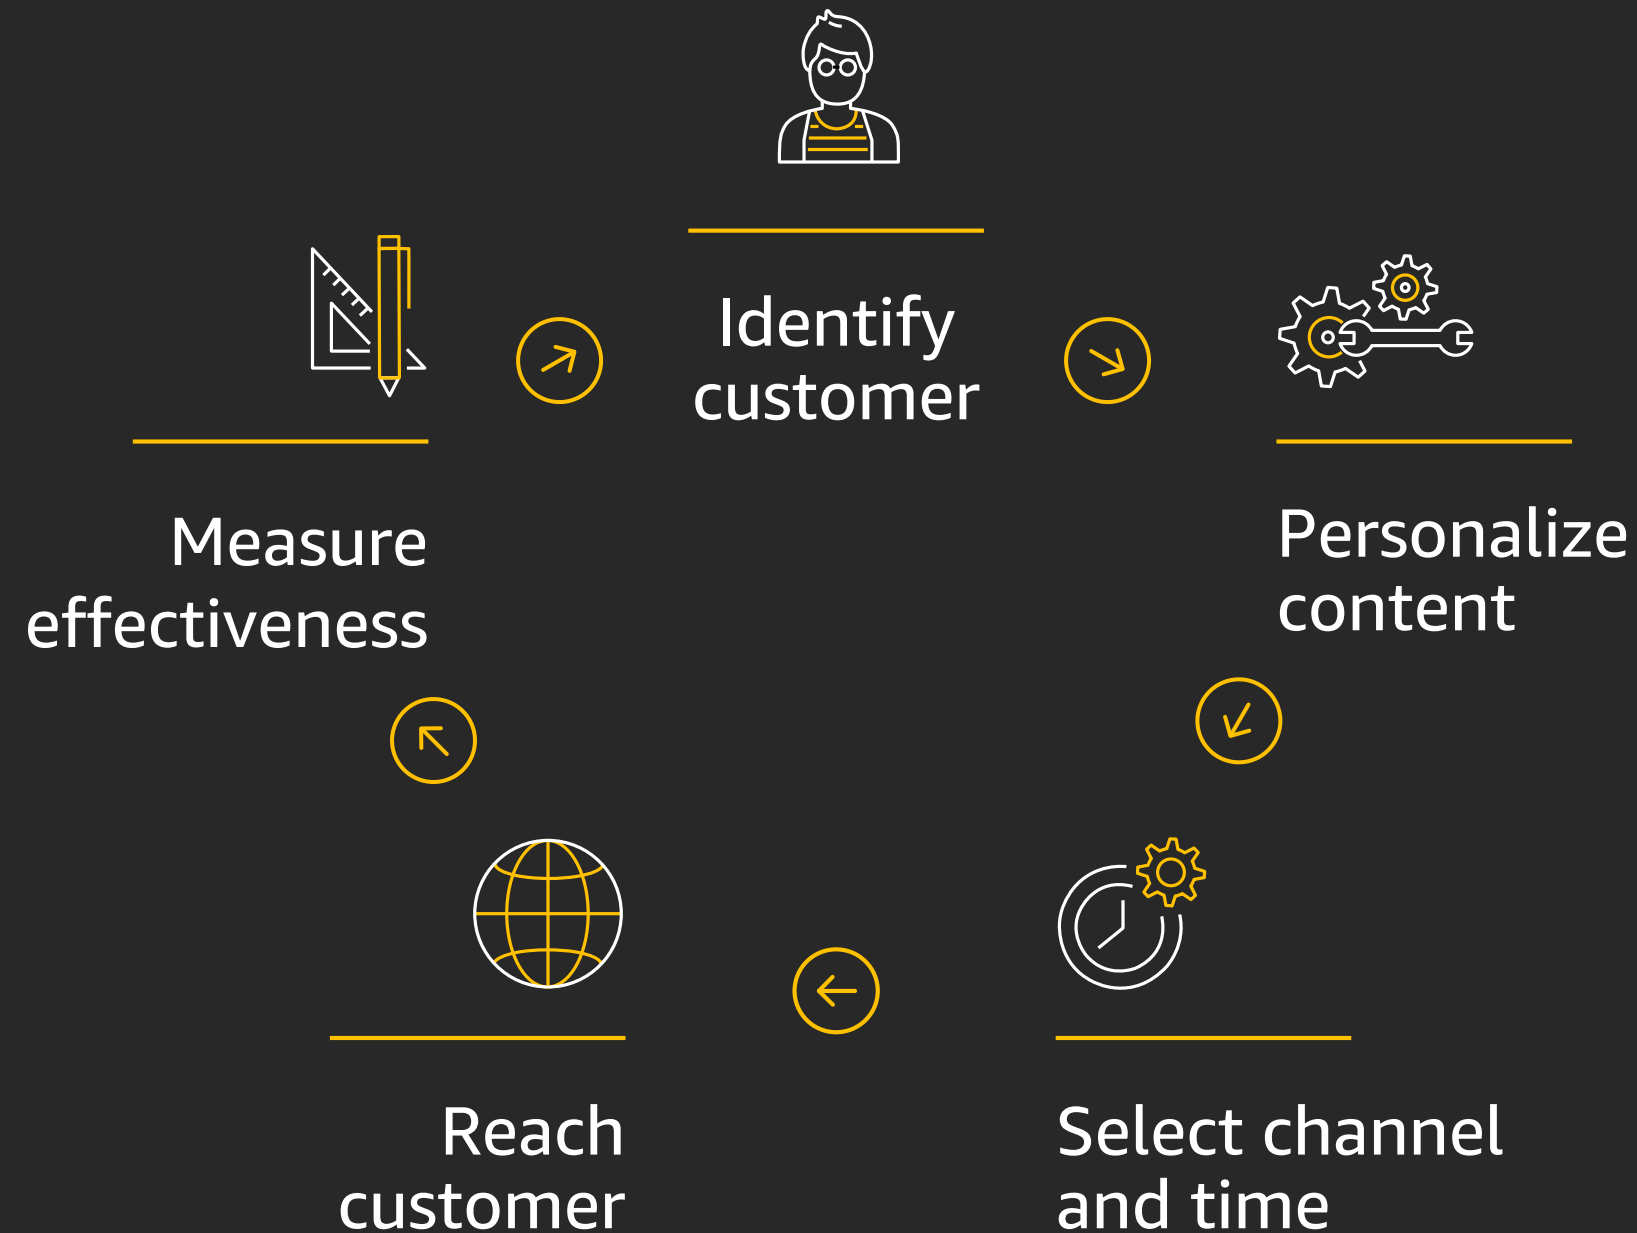 Identify
customer
Personalize
content
Select channel
and time
Reach
customer
Measure
effectiveness